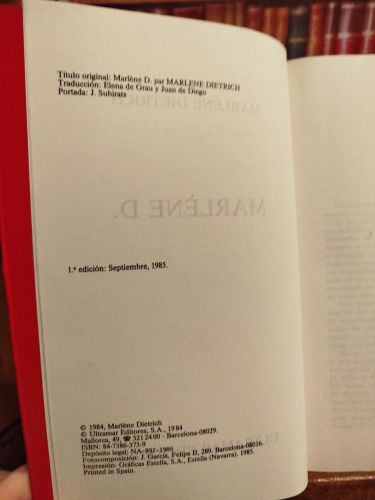 Título original: Marlène D. par MARLENE DIETRICH
Traducción: Elena de Grau y Juan de Diego
Portada: J. Subirats
MARLENE DIETRICH
MARLÈNE D.
1.ª edición: Septiembre, 1985.
© 1984, Marlène Dietrich
© Ultramar Editores, S.A., 1984
Mallorca, 49, ☎ 321 24 00 - Barcelona-08029.
ISBN: 84-7386-373-9
Depósito legal: NA-892-1985
Fotocomposición: J. García, Felipe II, 289. Barcelona-08016.
Impresión: Gráficas Estella, S.A., Estella (Navarra). 1985.
Printed in Spain